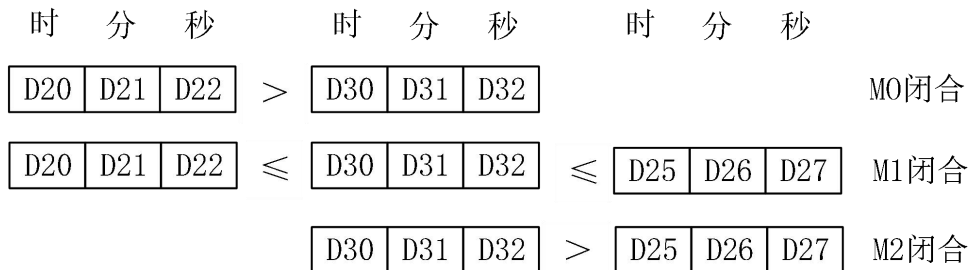 时 分 秒 时 分 秒 时 分 秒
D20 D21 D22 > D30 D31 D32 M0闭合
D20 D21 D22 ≤ D30 D31 D32 ≤ D25 D26 D27 M1闭合
D30 D31 D32 > D25 D26 D27 M2闭合